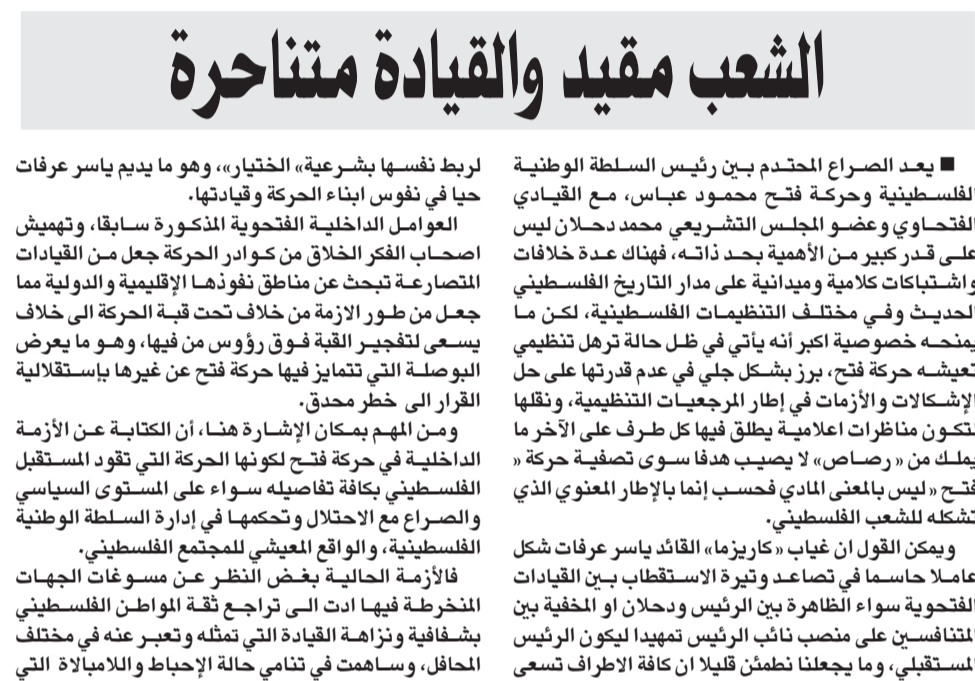 الشعب مقيد والقيادة متناحرة
■ يعد الصراع المحتدم بين رئيس السلطة الوطنية
الفلسطينية وحركة فتح محمود عباس، مع القيادي
الفتحاوي وعضو المجلس التشريعي محمد دحلان ليس
على قدر كبير من الأهمية بحد ذاته، فهناك عدة خلافات
واشتباكات كلامية وميدانية على مدار التاريخ الفلسطيني
الحديث وفي مختلف التنظيمات الفلسطينية، لكن ما
يمنحه خصوصية اكبر أنه يأتي في ظل حالة ترهل تنظيمي
تعيشه حركة فتح، برز بشكل جلي في عدم قدرتها على حل
الإشكالات والأزمات في إطار المرجعيات التنظيمية، ونقلها
لتكون مناظرات اعلامية يطلق فيها كل طرف على الآخر ما
يملك من « رصاص» لا يصيب هدفا سوى تصفية حركة «
فتح « ليس بالمعنى المادي فحسب إنما بالإطار المعنوي الذي
تشكله للشعب الفلسطيني.
ويمكن القول ان غياب « كاريزما» القائد ياسر عرفات شكل
عاملا حاسما في تصاعد وتيرة الاستقطاب بين القيادات
الفتحوية سواء الظاهرة بين الرئيس ودحلان او المخفية بين
المتنافسين على منصب نائب الرئيس تمهيدا ليكون الرئيس
المستقبلي، وما يجعلنا نطمئن قليلا ان كافة الاطراف تسعى
لربط نفسها بشرعية» الختيار»، وهو ما يديم ياسر عرفات
حيا في نفوس ابناء الحركة وقيادتها.
العوامل الداخلية الفتحوية المذكورة سابقا، وتهميش
اصحاب الفكر الخلاق من كوادر الحركة جعل من القيادات
المتصارعة تبحث عن مناطق نفوذها الإقليمية والدولية مما
جعل من طور الازمة من خلاف تحت قبة الحركة الى خلاف
يسعى لتفجير القبة فوق رؤوس من فيها، وهو ما يعرض
البوصلة التي تتمايز فيها حركة فتح عن غيرها بإستقلالية
القرار الى خطر محدق.
ومن المهم بمكان الإشارة هنا، أن الكتابة عن الأزمة
الداخلية في حركة فتح لكونها الحركة التي تقود المستقبل
الفلسطيني بكافة تفاصيله سواء على المستوى السياسي
والصراع مع الاحتلال وتحكمها في إدارة السلطة الوطنية
الفلسطينية، والواقع المعيشي للمجتمع الفلسطيني.
فالأزمة الحالية بغض النظر عن مسوغات الجهات
المنخرطة فيها ادت الى تراجع ثقة المواطن الفلسطيني
بشفافية ونزاهة القيادة التي تمثله وتعبر عنه في مختلف
المحافل، وساهمت في تنامي حالة الإحباط واللامبالاة التي